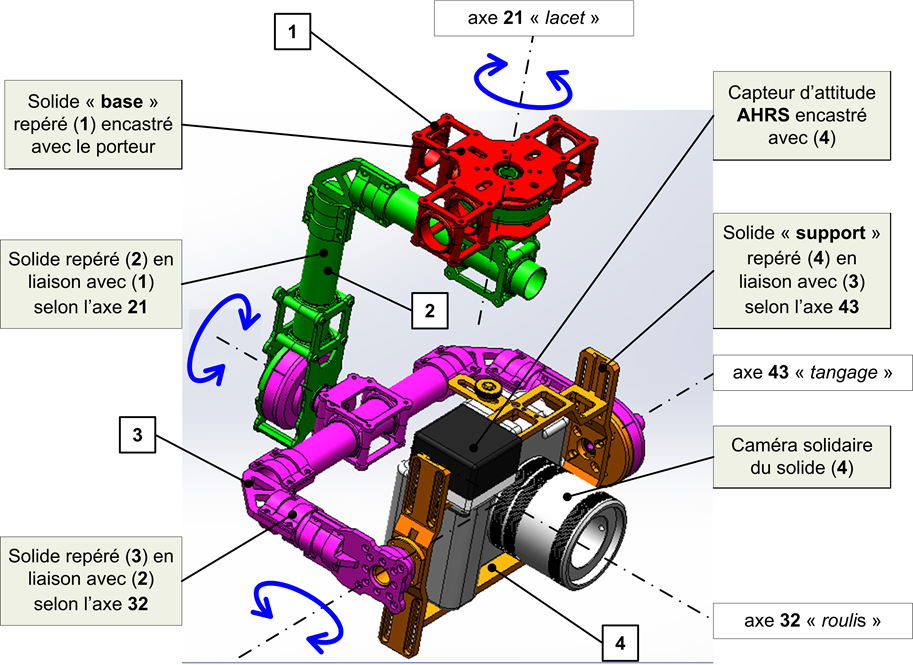 axe 21 « lacet »
1
Solide « base »
repéré (1) encastré
avec le porteur
Capteur d’attitude
AHRS encastré
avec (4)
Solide repéré (2) en
liaison avec (1)
selon l’axe 21
2
Solide « support »
repéré (4) en
liaison avec (3)
selon l’axe 43
axe 43 « tangage »
3
Caméra solidaire
du solide (4)
Solide repéré (3) en
liaison avec (2)
selon l’axe 32
axe 32 « roulis »
4